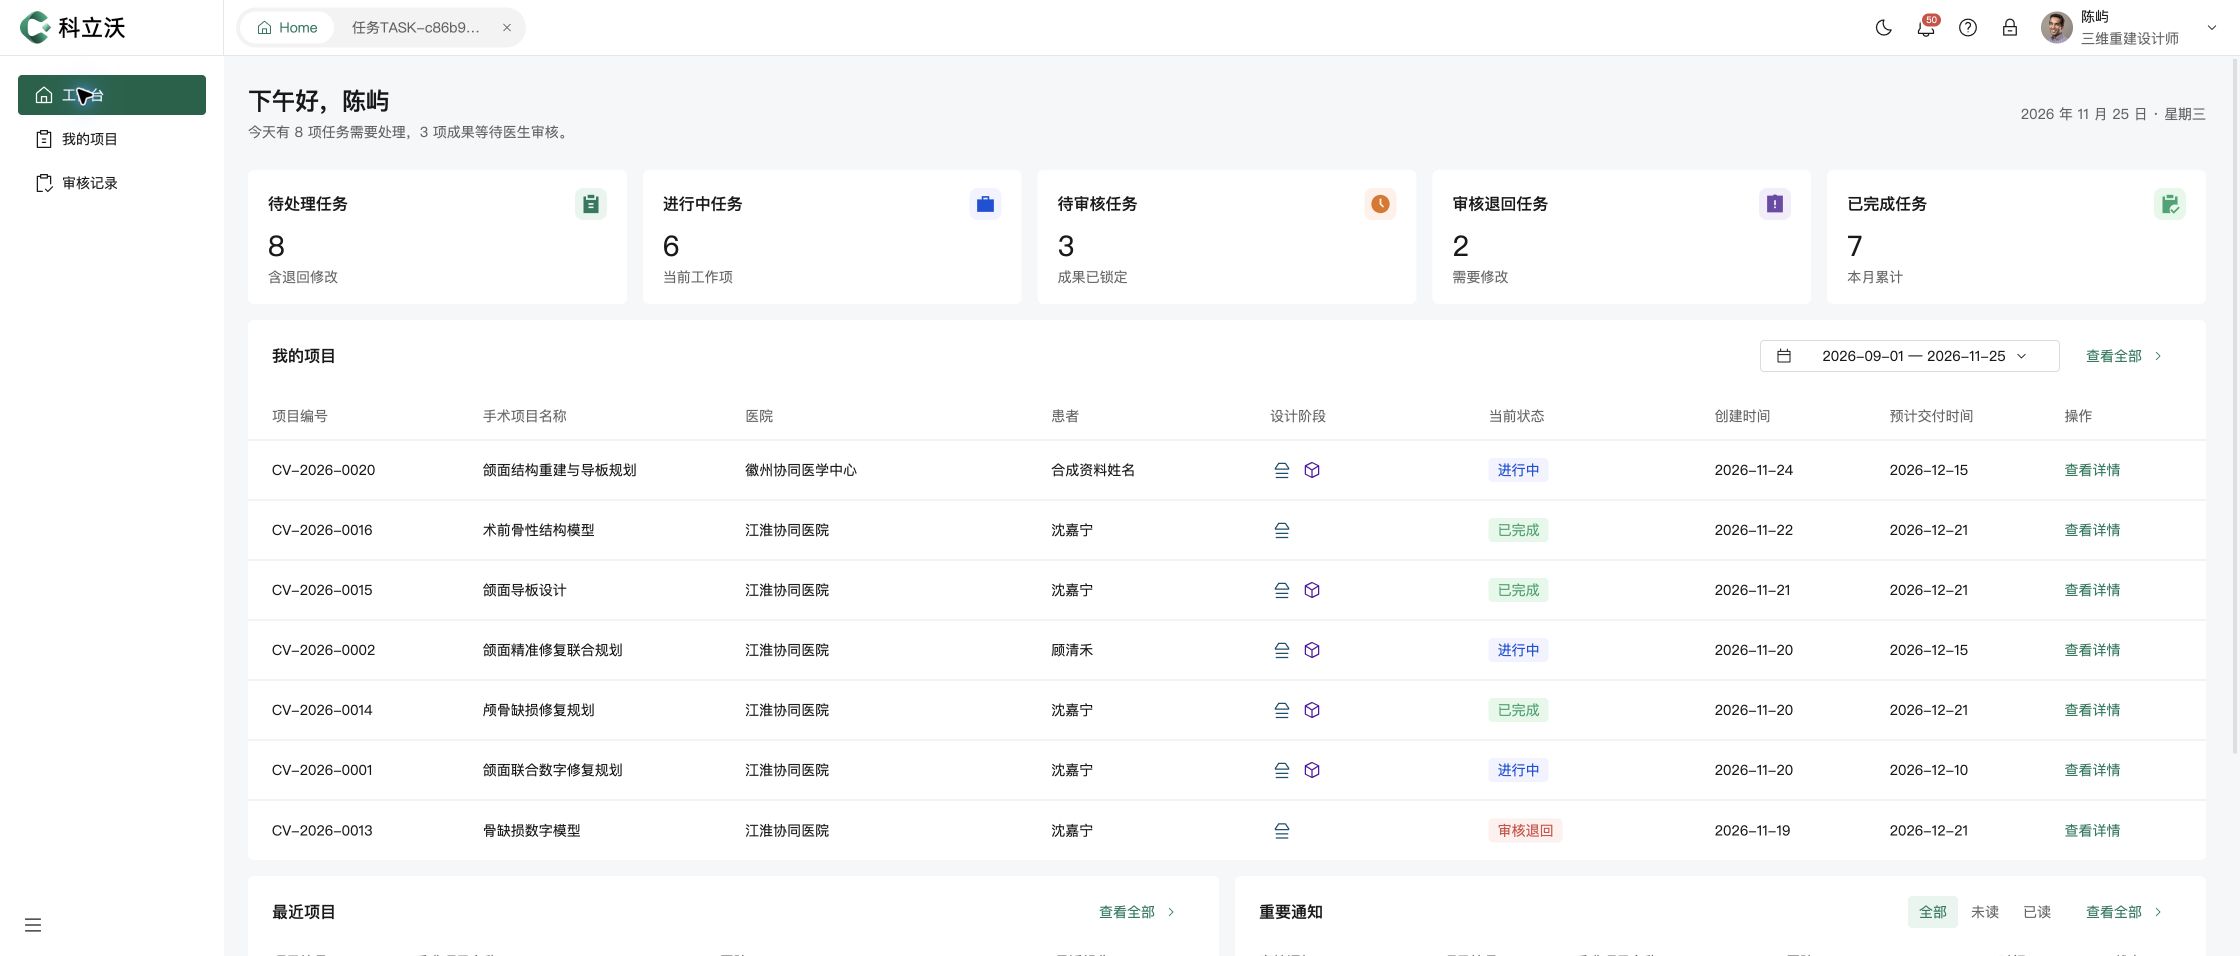 科立沃
Home
任务TASK-c86b9...
50
陈屿
三维重建设计师
工
台
我的项目
审核记录
下午好，陈屿
今天有 8 项任务需要处理，3 项成果等待医生审核。
2026 年 11 月 25 日 · 星期三
待处理任务
8
含退回修改
进行中任务
6
当前工作项
待审核任务
3
成果已锁定
审核退回任务
2
需要修改
已完成任务
7
本月累计
我的项目
2026-09-01 — 2026-11-25
查看全部
项目编号 手术项目名称 医院 患者 设计阶段 当前状态 创建时间 预计交付时间 操作
CV-2026-0020 颌面结构重建与导板规划 徽州协同医学中心 合成资料姓名 进行中 2026-11-24 2026-12-15 查看详情
CV-2026-0016 术前骨性结构模型 江淮协同医院 沈嘉宁 已完成 2026-11-22 2026-12-21 查看详情
CV-2026-0015 颌面导板设计 江淮协同医院 沈嘉宁 已完成 2026-11-21 2026-12-21 查看详情
CV-2026-0002 颌面精准修复联合规划 江淮协同医院 顾清禾 进行中 2026-11-20 2026-12-15 查看详情
CV-2026-0014 颅骨缺损修复规划 江淮协同医院 沈嘉宁 已完成 2026-11-20 2026-12-21 查看详情
CV-2026-0001 颌面联合数字修复规划 江淮协同医院 沈嘉宁 进行中 2026-11-20 2026-12-10 查看详情
CV-2026-0013 骨缺损数字模型 江淮协同医院 沈嘉宁 审核退回 2026-11-19 2026-12-21 查看详情
最近项目
查看全部
重要通知
全部 未读 已读 查看全部